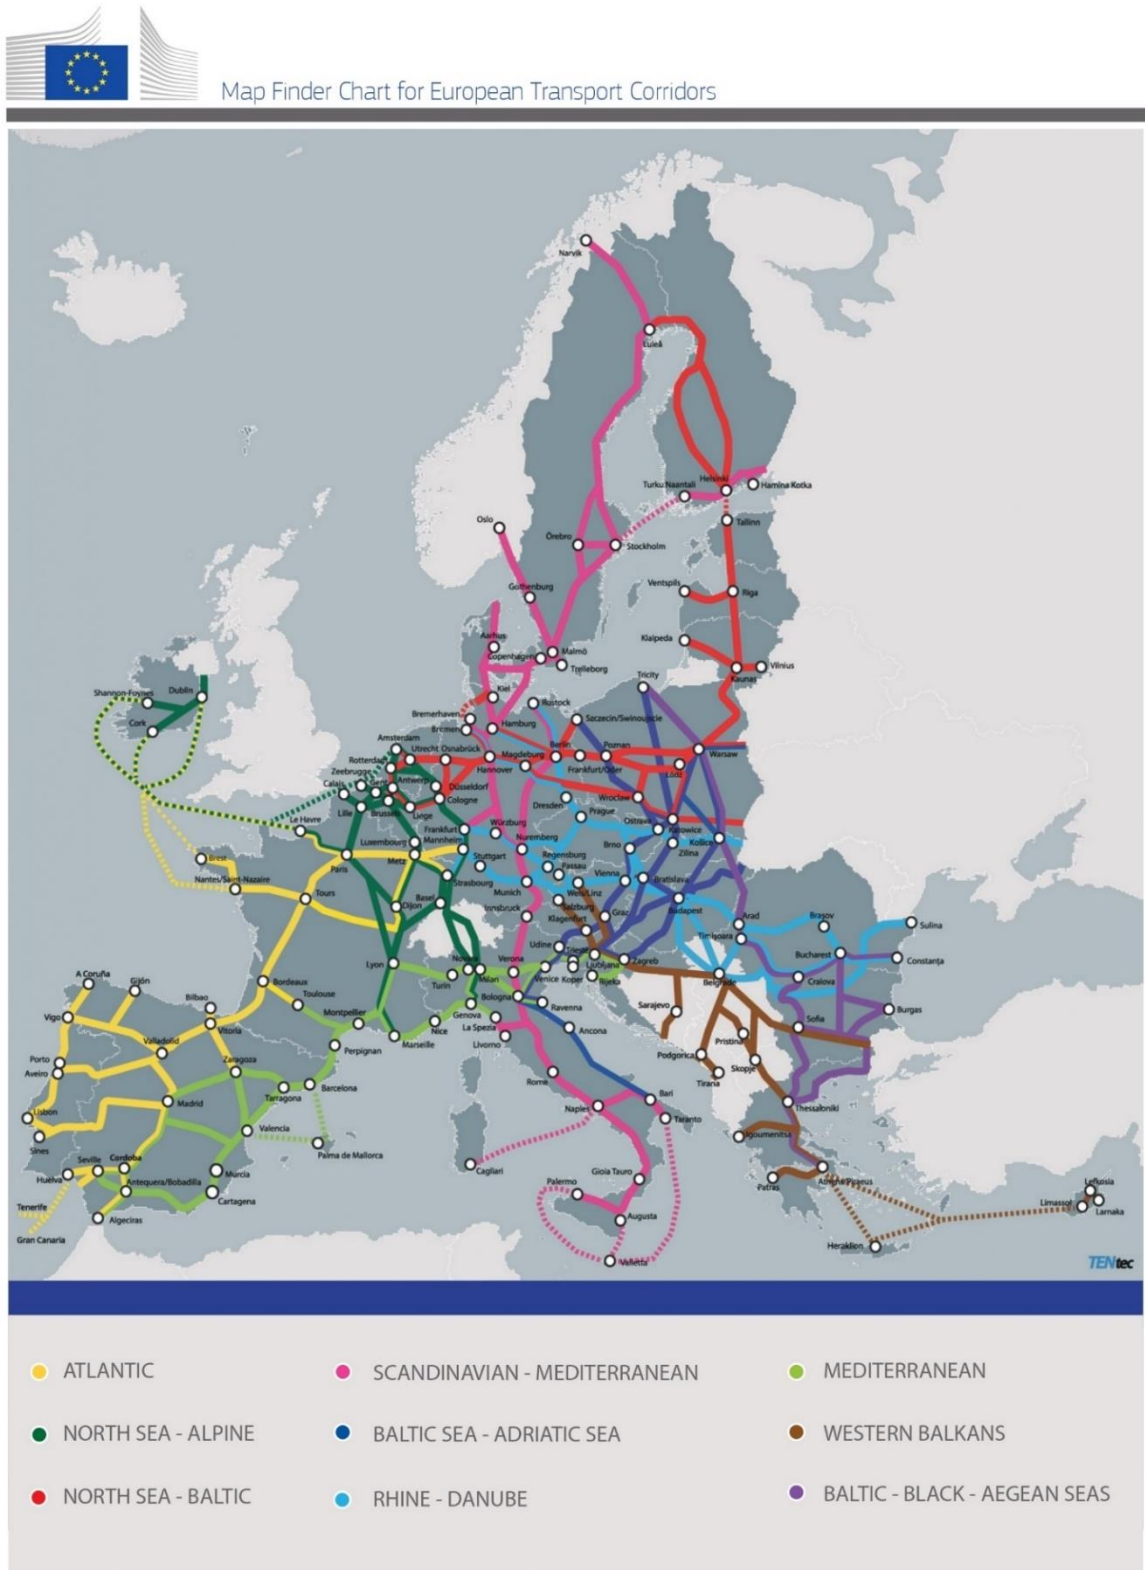 Map Finder Chart for European Transport Corridors
Narvik
Luleå
Turku Naantali
Helsinki
Hamina Kotka
Tallinn
Oslo
Örebro
Stockholm
Gothenburg
Ventspils
Riga
Klaipeda
Aarhus
Copenhagen
Malmö
Trelleborg
Kaunas
Vilnius
Tricity
Shannon-Foynes
Dublin
Cork
Kiel
Rostock
Bremerhaven
Bremen
Hamburg
Szczecin/Swinoujscie
Amsterdam
Utrecht
Osnabrück
Magdeburg
Berlin
Poznan
Warsaw
Rotterdam
Hannover
Frankfurt/Oder
Łódź
Zeebrugge
Calais
Gent
Antwerp
Düsseldorf
Cologne
Dresden
Wrocław
Lille
Brussels
Liege
Prague
Le Havre
Frankfurt
Würzburg
Ostrava
Katowice
Luxembourg
Mannheim
Nuremberg
Brno
Zilina
Košice
Brest
Paris
Metz
Stuttgart
Regensburg
Passau
Nantes/Saint-Nazaire
Tours
Strasbourg
Munich
Wels/Linz
Vienna
Bratislava
Dijon
Basel
Salzburg
Innsbruck
Klagenfurt
Graz
Budapest
Arad
Timișoara
Brașov
Sulina
Udine
Trieste
Ljubljana
Zagreb
Lyon
Novara
Milan
Verona
Venice
Koper
Rijeka
Belgrade
Bucharest
Constanța
Turin
Craiova
A Coruña
Gijón
Bilbao
Bordeaux
Toulouse
Montpellier
Genova
Bologna
Ravenna
Sarajevo
Burgas
Vigo
Vitoria
Nice
La Spezia
Livorno
Ancona
Sofia
Valladolid
Perpignan
Marseille
Pristina
Podgorica
Skopje
Porto
Aveiro
Zaragoza
Barcelona
Tarragona
Rome
Tirana
Bari
Lisbon
Madrid
Naples
Taranto
Thessaloniki
Sines
Valencia
Palma de Mallorca
Igoumenitsa
Seville
Cordoba
Murcia
Cagliari
Gioia Tauro
Patras
Athens/Piraeus
Huelva
Antequera/Bobadilla
Palermo
Lefkosia
Tenerife
Cartagena
Limassol
Larnaka
Algeciras
Augusta
Gran Canaria
Heraklion
Valletta
TENtec
ATLANTIC
SCANDINAVIAN - MEDITERRANEAN
MEDITERRANEAN
NORTH SEA - ALPINE
BALTIC SEA - ADRIATIC SEA
WESTERN BALKANS
NORTH SEA - BALTIC
RHINE - DANUBE
BALTIC - BLACK - AEGEAN SEAS